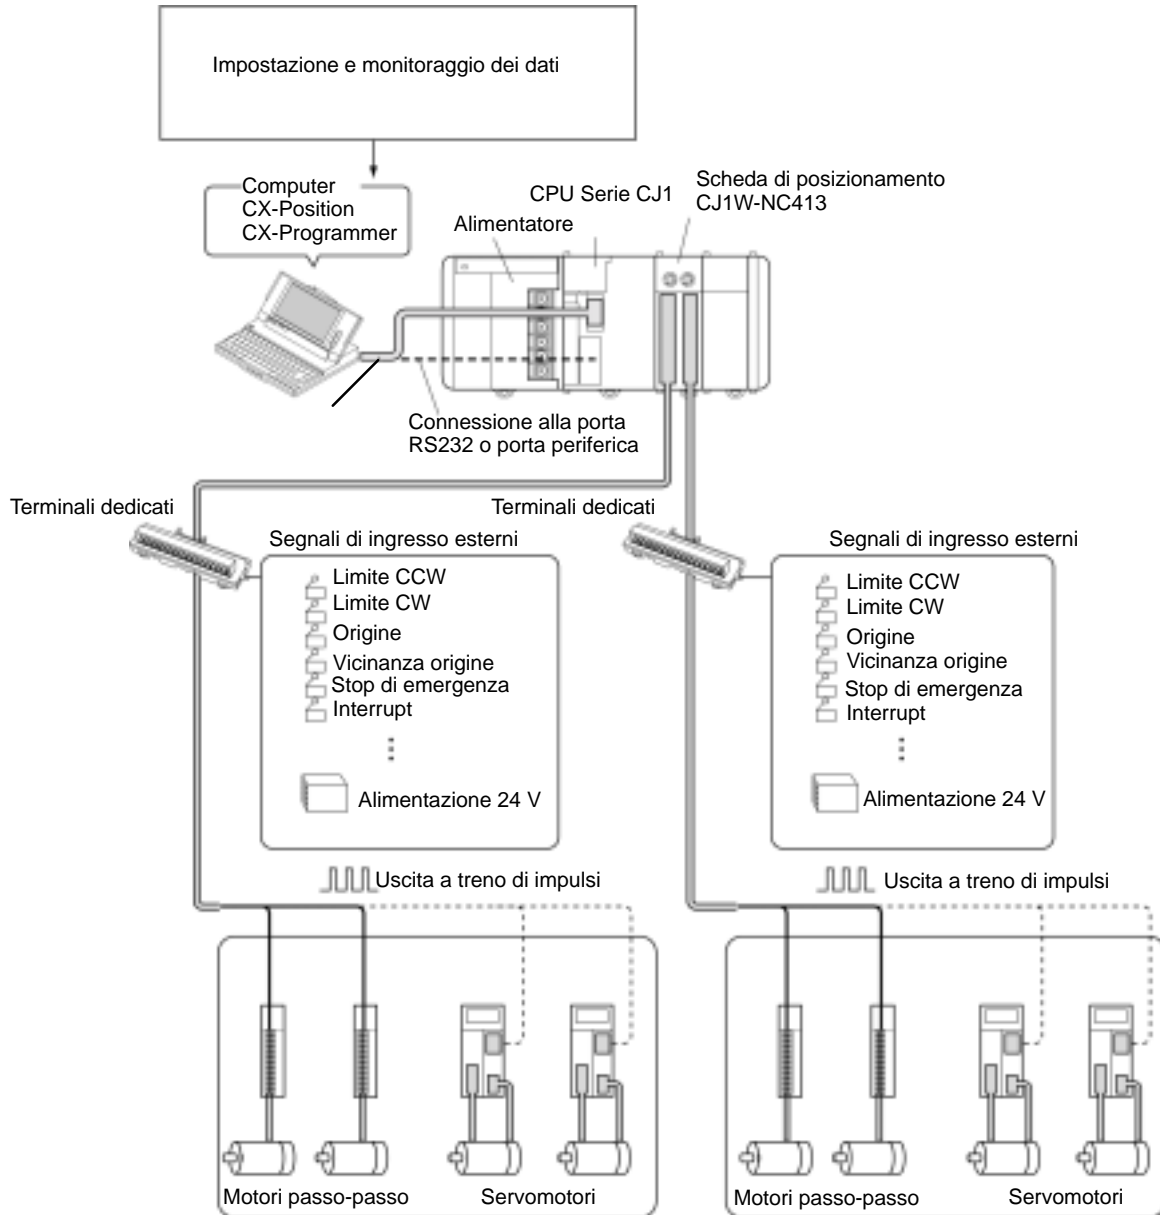 Impostazione e monitoraggio dei dati
Computer
CX-Position
CX-Programmer
Alimentatore
CPU Serie CJ1
Scheda di posizionamento
CJ1W-NC413
Connessione alla porta
RS232 o porta periferica
Terminali dedicati
Segnali di ingresso esterni
Limite CCW
Limite CW
Origine
Vicinanza origine
Stop di emergenza
Interrupt
Alimentazione 24 V
Uscita a treno di impulsi
Motori passo-passo
Servomotori
Terminali dedicati
Segnali di ingresso esterni
Limite CCW
Limite CW
Origine
Vicinanza origine
Stop di emergenza
Interrupt
Alimentazione 24 V
Uscita a treno di impulsi
Motori passo-passo
Servomotori